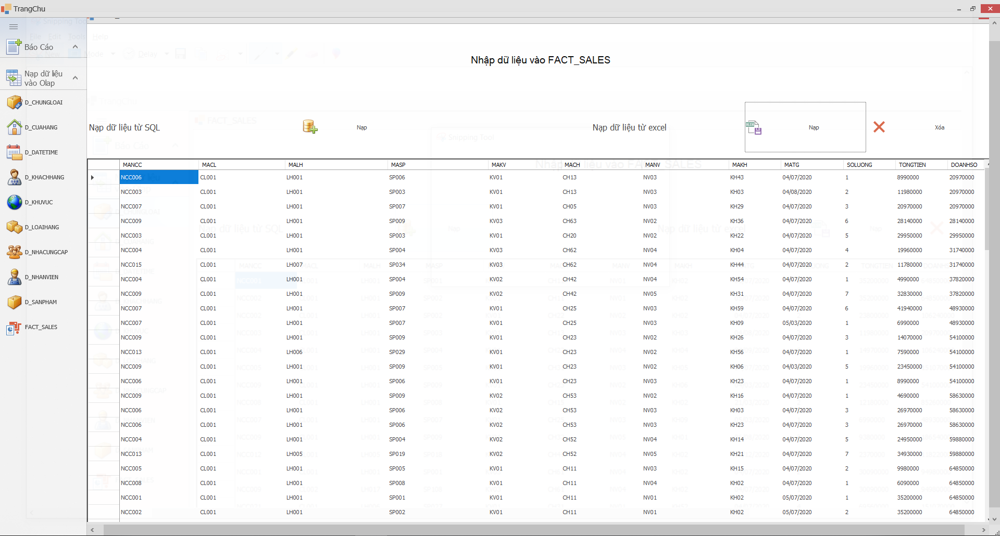 TrangChu
Báo Cáo
Nạp dữ liệu
vào Olap
D_CHUNGLOAI
D_CUAHANG
D_DATETIME
D_KHACHHANG
D_KHUVUC
D_LOAIHANG
D_NHACUNGCAP
D_NHANVIEN
D_SANPHAM
FACT_SALES
Nhập dữ liệu vào FACT_SALES
Nạp dữ liệu từ SQL Nạp Nạp dữ liệu từ excel Nạp Xóa
MANCC MACL MALH MASP MAKV MACH MANV MAKH MATG SOLUONG TONGTIEN DOANHSO
NCC006 CL001 LH001 SP006 KV01 CH13 NV03 KH43 04/07/2020 1 8990000 20970000
NCC003 CL001 LH001 SP003 KV01 CH13 NV03 KH03 04/08/2020 2 11980000 20970000
NCC007 CL001 LH001 SP007 KV01 CH05 NV03 KH29 04/07/2020 3 20970000 20970000
NCC009 CL001 LH001 SP009 KV03 CH63 NV02 KH36 04/07/2020 6 28140000 28140000
NCC003 CL001 LH001 SP003 KV01 CH20 NV02 KH22 04/07/2020 5 29950000 29950000
NCC004 CL001 LH001 SP004 KV03 CH62 NV04 KH04 04/07/2020 4 19960000 31740000
NCC015 CL001 LH007 SP034 KV03 CH62 NV04 KH44 04/07/2020 2 11780000 31740000
NCC004 CL001 LH001 SP004 KV02 CH42 NV04 KH54 04/07/2020 1 4990000 37820000
NCC009 CL001 LH001 SP009 KV02 CH42 NV05 KH31 04/07/2020 7 32830000 37820000
NCC007 CL001 LH001 SP007 KV01 CH25 NV03 KH59 04/07/2020 6 41940000 48930000
NCC007 CL001 LH001 SP007 KV01 CH25 NV03 KH09 05/03/2020 1 6990000 48930000
NCC009 CL001 LH001 SP009 KV01 CH23 NV02 KH26 04/07/2020 3 14070000 54100000
NCC013 CL001 LH006 SP029 KV01 CH23 NV02 KH56 04/07/2020 1 7590000 54100000
NCC009 CL001 LH001 SP009 KV01 CH23 NV02 KH06 04/03/2020 5 23450000 54100000
NCC006 CL001 LH001 SP006 KV01 CH23 NV03 KH23 04/07/2020 1 8990000 54100000
NCC009 CL001 LH001 SP009 KV02 CH53 NV02 KH16 04/07/2020 1 4690000 58630000
NCC006 CL001 LH001 SP006 KV02 CH53 NV03 KH03 04/07/2020 3 26970000 58630000
NCC006 CL001 LH001 SP006 KV02 CH53 NV03 KH23 04/07/2020 3 26970000 58630000
NCC004 CL001 LH001 SP004 KV02 CH52 NV04 KH14 04/07/2020 5 24950000 59880000
NCC013 CL001 LH005 SP019 KV02 CH52 NV05 KH21 04/07/2020 7 34930000 59880000
NCC005 CL001 LH001 SP005 KV01 CH11 NV03 KH15 04/07/2020 2 9980000 64850000
NCC008 CL001 LH001 SP008 KV01 CH11 NV04 KH02 04/07/2020 1 6090000 64850000
NCC001 CL001 LH001 SP001 KV01 CH11 NV01 KH02 05/07/2020 1 35200000 64850000
NCC002 CL001 LH001 SP002 KV01 CH11 NV01 KH02 05/07/2020 2 35200000 64850000